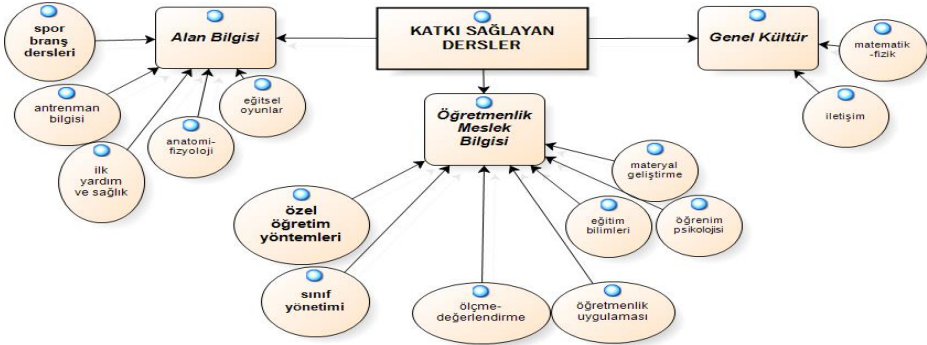 KATKI SAĞLAYAN
DERSLER
Alan Bilgisi
Genel Kültür
Öğretmenlik
Meslek
Bilgisi
spor
branş
dersleri
antrenman
bilgisi
ilk
yardım
ve sağlık
anatomi-
fizyoloji
eğitsel
oyunlar
matematik
-fizik
iletişim
özel
öğretim
yöntemleri
sınıf
yönetimi
ölçme-
değerlendirme
öğretmenlik
uygulaması
eğitim
bilimleri
öğrenim
psikolojisi
materyal
geliştirme